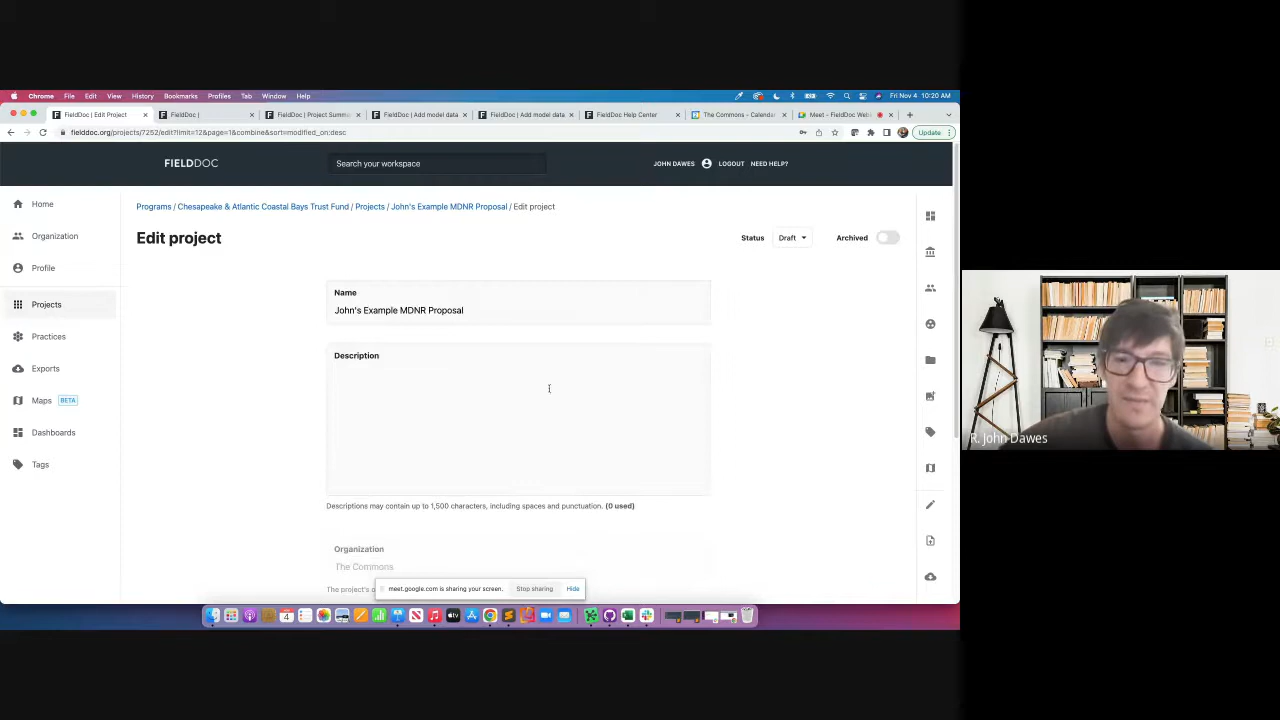 Chrome File Edit View History Bookmarks Profiles Tab Window Help Fri Nov 4 10:20 AM
FieldDoc | Edit Project FieldDoc | FieldDoc | Project Summar FieldDoc | Add model data FieldDoc | Add model data FieldDoc Help Center The Commons - Calendar Meet – FieldDoc Web
fielddoc.org/projects/7252/edit?limit=12&page=1&combine&sort=modified_on:desc Update
FIELDDOC Search your workspace JOHN DAWES LOGOUT NEED HELP?
Home
Organization
Profile
Projects
Practices
Exports
Maps BETA
Dashboards
Tags
Programs / Chesapeake & Atlantic Coastal Bays Trust Fund / Projects / John's Example MDNR Proposal / Edit project
Edit project Status Draft Archived
Name
John's Example MDNR Proposal
Description
Descriptions may contain up to 1,500 characters, including spaces and punctuation. (0 used)
Organization
The Commons
The project's o
meet.google.com is sharing your screen. Stop sharing Hide
R. John Dawes